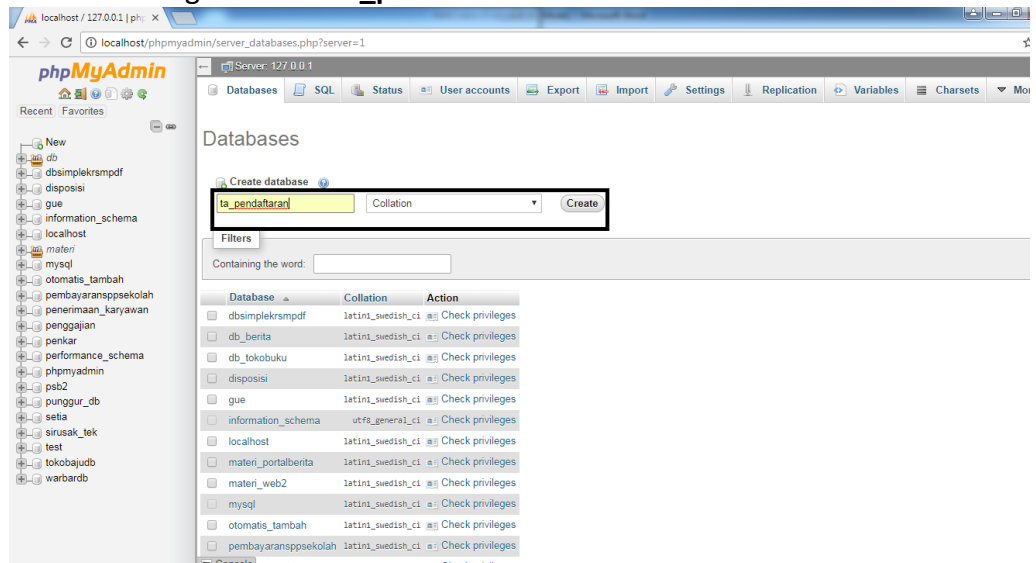 localhost / 127.0.0.1 | php
localhost/phpmyadmin/server_databases.php?server=1
phpMyAdmin
Recent Favorites
New
db
dbsimplekrsmpdf
disposisi
gue
information_schema
localhost
materi
mysql
otomatis_tambah
pembayaransppsekolah
penerimaan_karyawan
penggajian
penkar
performance_schema
phpmyadmin
psb2
punggur_db
setia
sirusak_tek
test
tokobajudb
warbardb
Server: 127.0.0.1
Databases SQL Status User accounts Export Import Settings Replication Variables Charsets
Databases
Create database
ta_pendaftaran Collation Create
Filters
Containing the word:
Database Collation Action
dbsimplekrsmpdf latin1_swedish_ci Check privileges
db_berita latin1_swedish_ci Check privileges
db_tokobuku latin1_swedish_ci Check privileges
disposisi latin1_swedish_ci Check privileges
gue latin1_swedish_ci Check privileges
information_schema utf8_general_ci Check privileges
localhost latin1_swedish_ci Check privileges
materi_portalberita latin1_swedish_ci Check privileges
materi_web2 latin1_swedish_ci Check privileges
mysql latin1_swedish_ci Check privileges
otomatis_tambah latin1_swedish_ci Check privileges
pembayaransppsekolah latin1_swedish_ci Check privileges